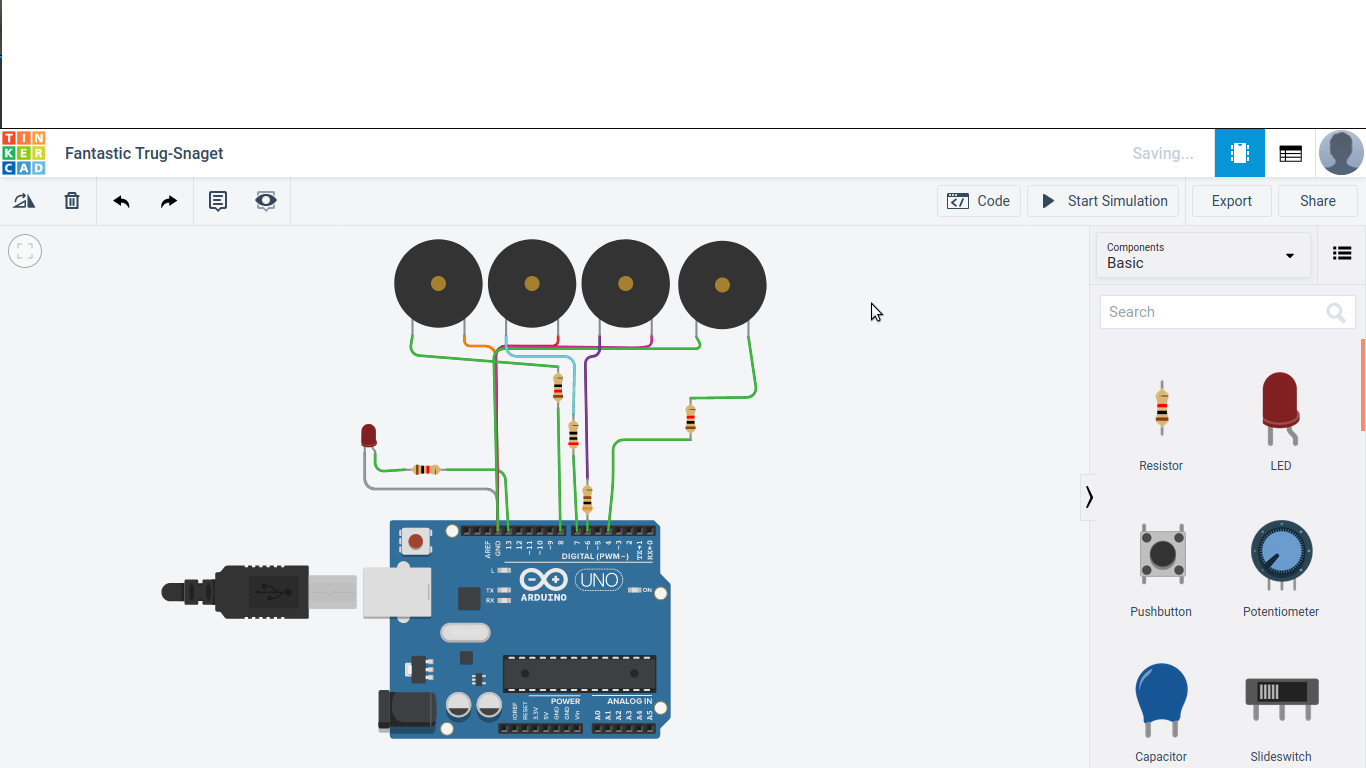 TIN
KER
CAD
Fantastic Trug-Snaget
Saving...
Code
Start Simulation
Export
Share
Components
Basic
Search
Resistor
LED
Pushbutton
Potentiometer
Capacitor
Slideswitch
AREF
GND
13
12
~11
~10
~9
8
7
~6
~5
4
~3
2
TX→1
RX←0
DIGITAL (PWM~)
L
TX
RX
ARDUINO
UNO
ON
POWER
ANALOG IN
IOREF
RESET
3.3V
5V
GND
GND
Vin
A0
A1
A2
A3
A4
A5